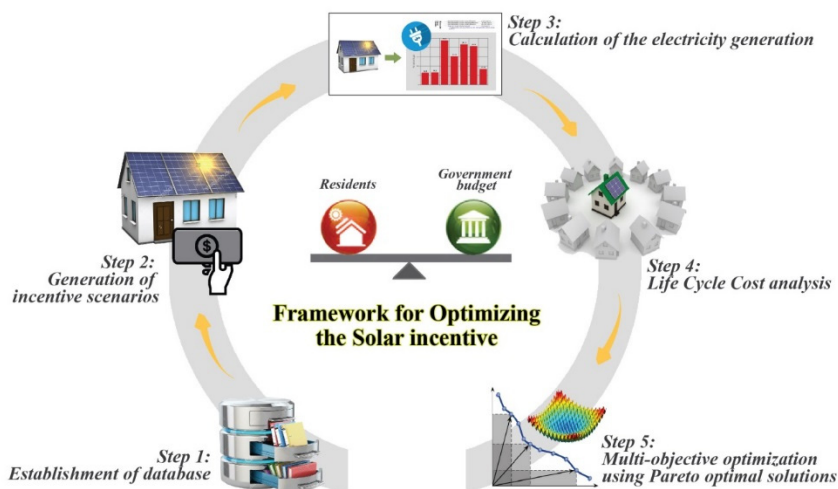 Step 1:
Establishment of database
Step 2:
Generation of
incentive scenarios
Step 3:
Calculation of the electricity generation
Step 4:
Life Cycle Cost analysis
Step 5:
Multi-objective optimization
using Pareto optimal solutions
Residents
Government
budget
Framework for Optimizing
the Solar incentive
$